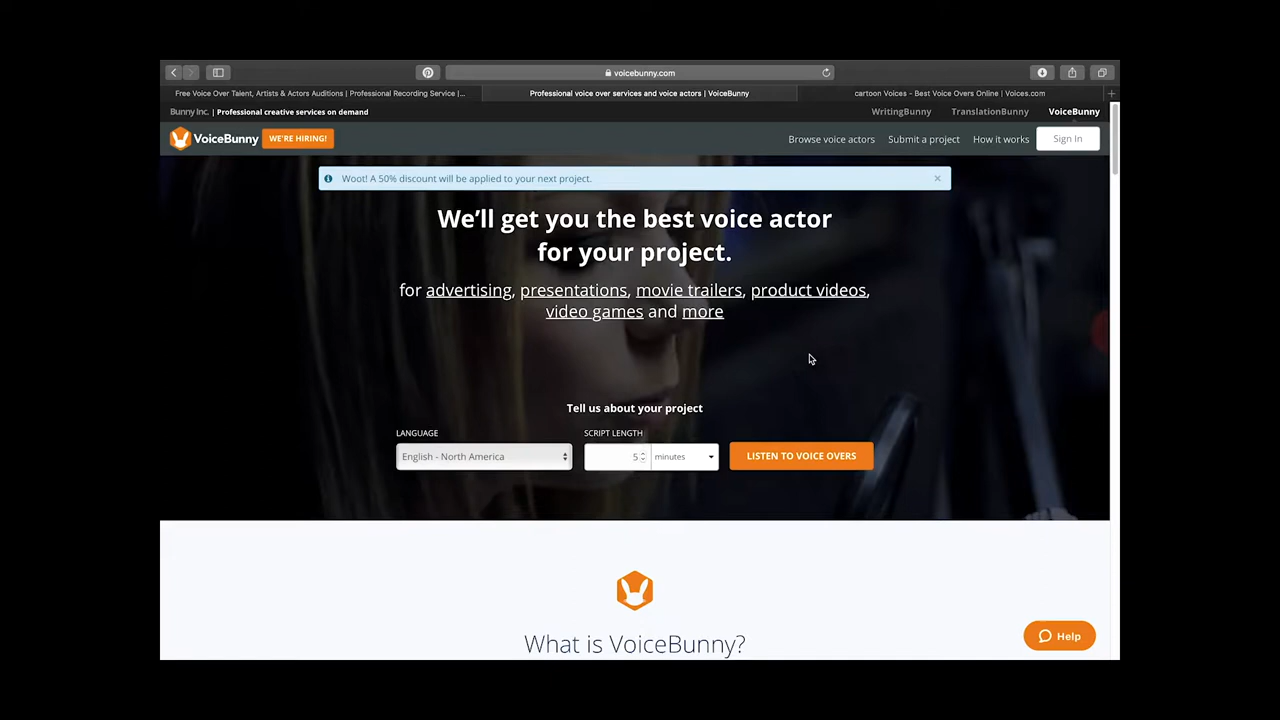 voicebunny.com
Free Voice Over Talent, Artists & Actors Auditions | Professional Recording Service |...
Professional voice over services and voice actors | VoiceBunny
cartoon Voices - Best Voice Overs Online | Voices.com
Bunny Inc. | Professional creative services on demand
WritingBunny
TranslationBunny
VoiceBunny
VoiceBunny
WE'RE HIRING!
Browse voice actors
Submit a project
How it works
Sign In
Woot! A 50% discount will be applied to your next project.
We'll get you the best voice actor
for your project.
for advertising, presentations, movie trailers, product videos,
video games and more
Tell us about your project
LANGUAGE
SCRIPT LENGTH
English - North America
5
minutes
LISTEN TO VOICE OVERS
What is VoiceBunny?
Help